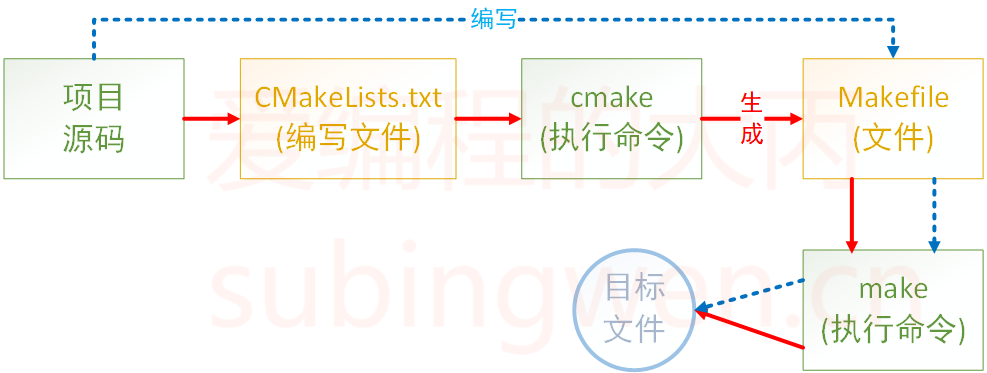 编写
项目
源码
CMakeLists.txt
(编写文件)
cmake
(执行命令)
生
成
Makefile
(文件)
make
(执行命令)
目标
文件
爱编程的大丙
subingwen.cn